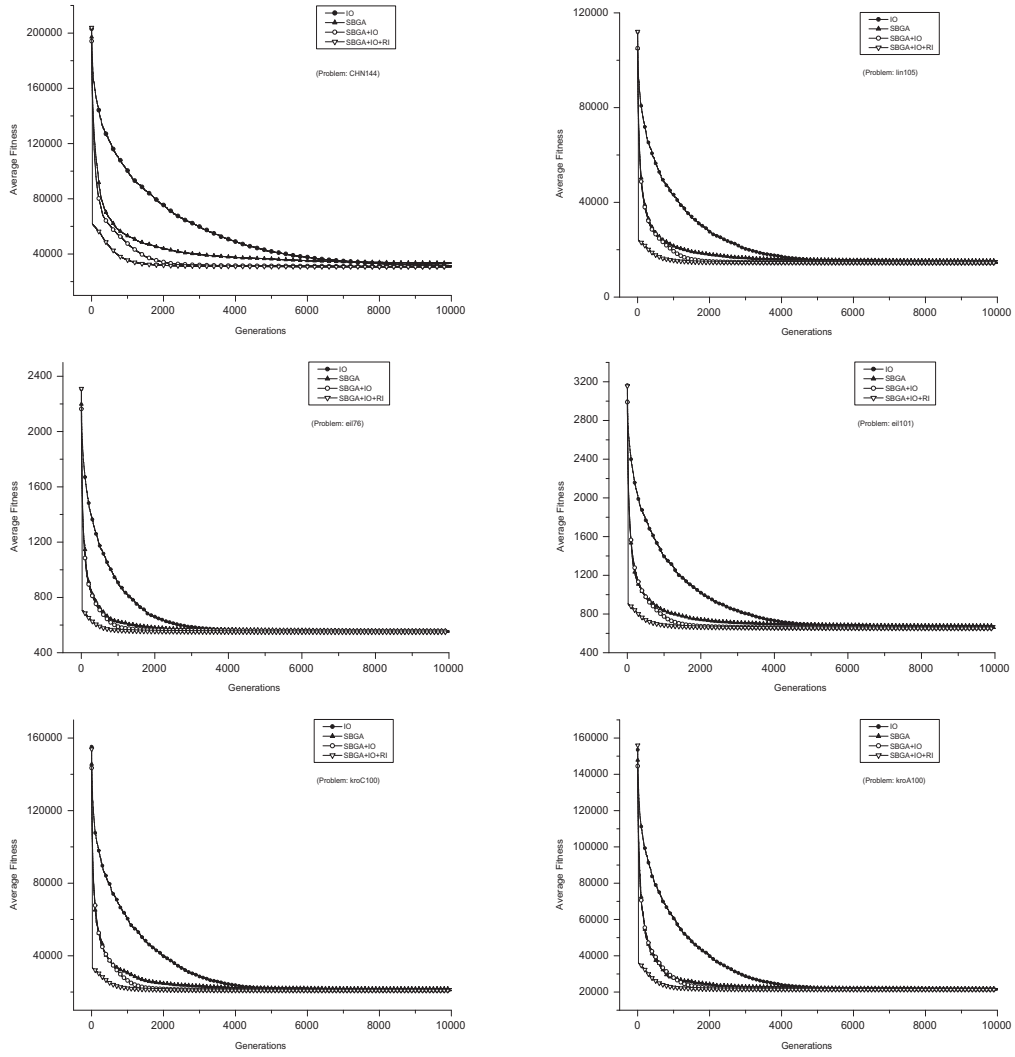 IO
SBGA
SBGA+IO
SBGA+IO+RI
(Problem: CHN144)
Average Fitness
200000
160000
120000
80000
40000
0 2000 4000 6000 8000 10000
Generations
IO
SBGA
SBGA+IO
SBGA+IO+RI
(Problem: lin105)
Average Fitness
120000
80000
40000
0
0 2000 4000 6000 8000 10000
Generations
IO
SBGA
SBGA+IO
SBGA+IO+RI
(Problem: eil76)
Average Fitness
2400
2000
1600
1200
800
400
0 2000 4000 6000 8000 10000
Generations
IO
SBGA
SBGA+IO
SBGA+IO+RI
(Problem: eil101)
Average Fitness
3200
2800
2400
2000
1600
1200
800
400
0 2000 4000 6000 8000 10000
Generations
IO
SBGA
SBGA+IO
SBGA+IO+RI
(Problem: kroC100)
Average Fitness
160000
120000
80000
40000
0 2000 4000 6000 8000 10000
Generations
IO
SBGA
SBGA+IO
SBGA+IO+RI
(Problem: kroA100)
Average Fitness
160000
140000
120000
100000
80000
60000
40000
20000
0 2000 4000 6000 8000 10000
Generations